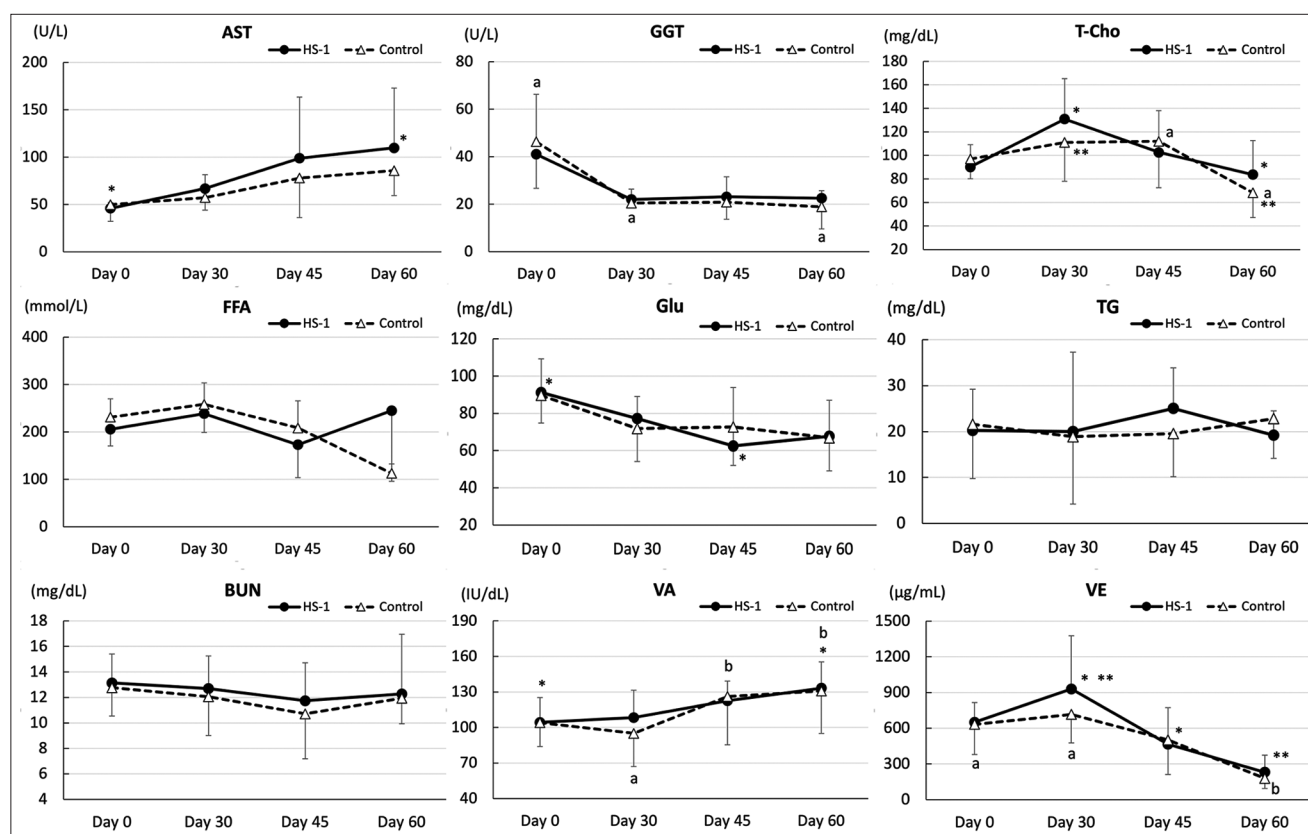 (U/L) AST
HS-1 Control
200
150
100
50
0
* *
Day 0 Day 30 Day 45 Day 60
(U/L) GGT
HS-1 Control
80
60
40
20
0
a a a
Day 0 Day 30 Day 45 Day 60
(mg/dL) T-Cho
HS-1 Control
200
180
160
140
120
100
80
60
40
20
* ** a * a **
Day 0 Day 30 Day 45 Day 60
(mmol/L) FFA
HS-1 Control
400
300
200
100
0
Day 0 Day 30 Day 45 Day 60
(mg/dL) Glu
HS-1 Control
120
100
80
60
40
20
* *
Day 0 Day 30 Day 45 Day 60
(mg/dL) TG
HS-1 Control
40
30
20
10
0
Day 0 Day 30 Day 45 Day 60
(mg/dL) BUN
HS-1 Control
18
16
14
12
10
8
6
4
Day 0 Day 30 Day 45 Day 60
(IU/dL) VA
HS-1 Control
190
160
130
100
70
40
* a b b *
Day 0 Day 30 Day 45 Day 60
(µg/mL) VE
HS-1 Control
1500
1200
900
600
300
0
a * ** a * ** b
Day 0 Day 30 Day 45 Day 60